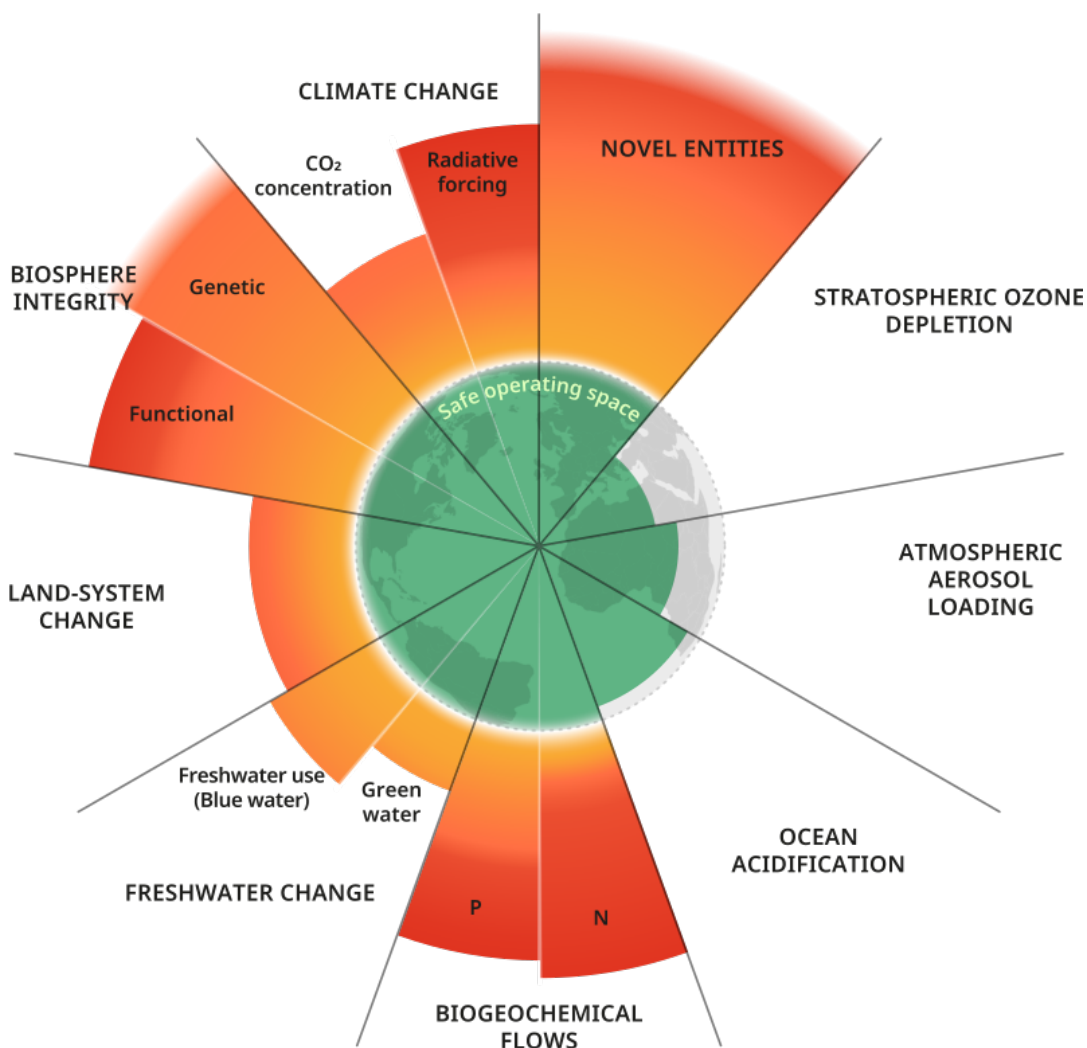 CLIMATE CHANGE
CO₂
concentration
Radiative
forcing
NOVEL ENTITIES
BIOSPHERE
INTEGRITY
Genetic
Functional
STRATOSPHERIC OZONE
DEPLETION
Safe operating space
ATMOSPHERIC
AEROSOL
LOADING
LAND-SYSTEM
CHANGE
Freshwater use
(Blue water)
Green
water
FRESHWATER CHANGE
OCEAN
ACIDIFICATION
P
N
BIOGEOCHEMICAL
FLOWS